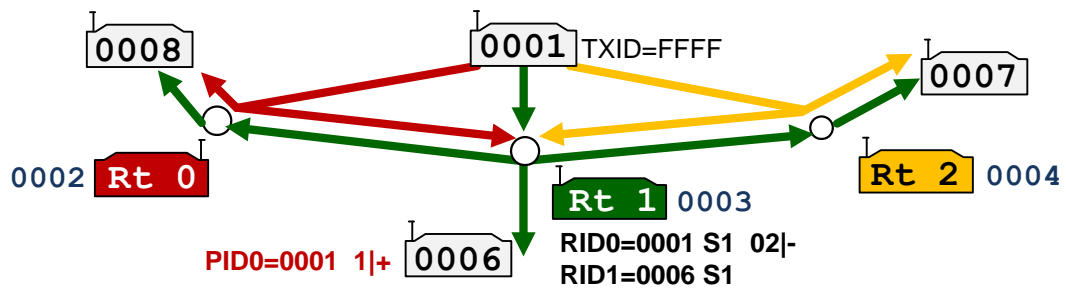 0008
0001 TXID=FFFF
0007
0002 Rt 0
Rt 2 0004
Rt 1 0003
PID0=0001 1|+ 0006
RID0=0001 S1 02|-
RID1=0006 S1